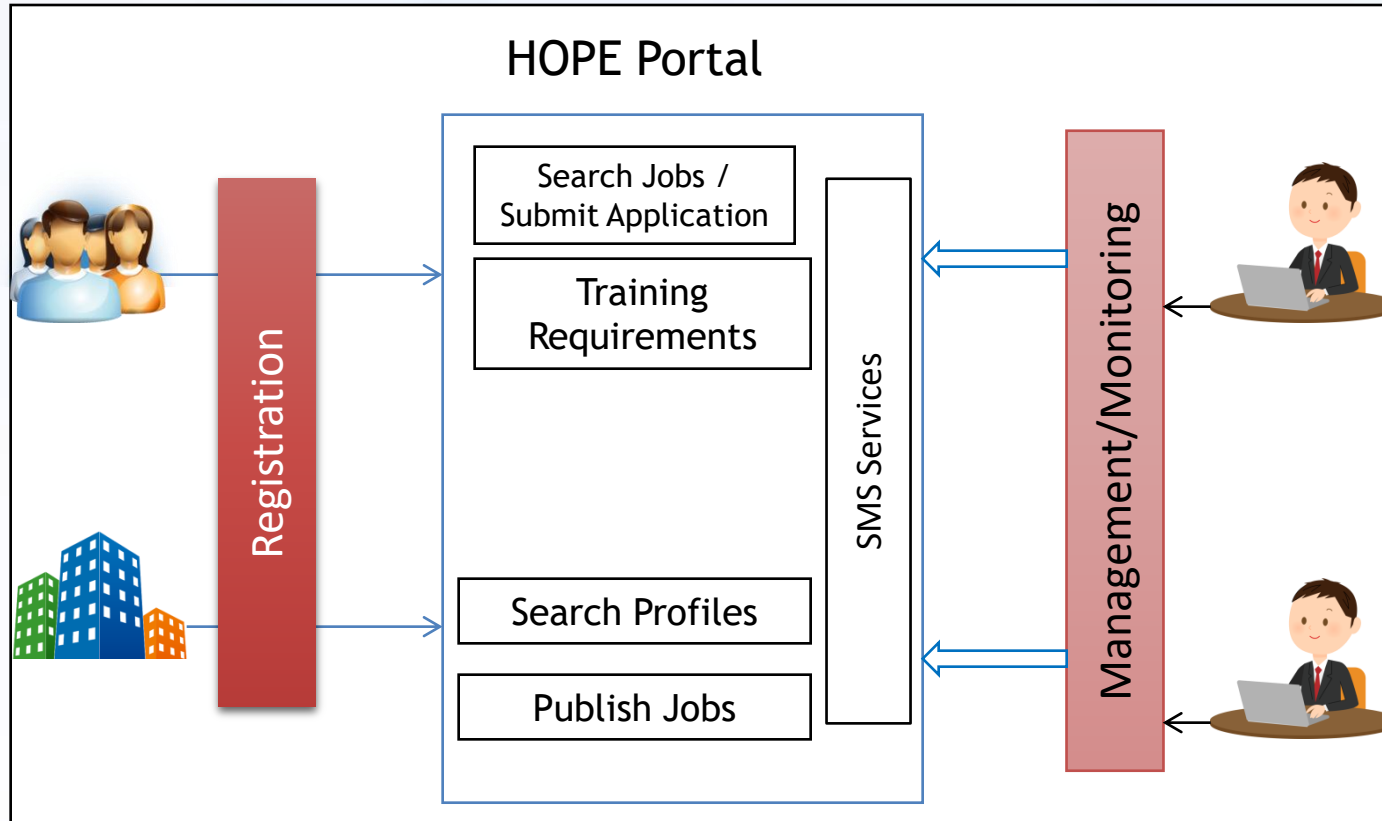 HOPE Portal
Registration
Search Jobs /
Submit Application
Training
Requirements
Search Profiles
Publish Jobs
SMS Services
Management/Monitoring